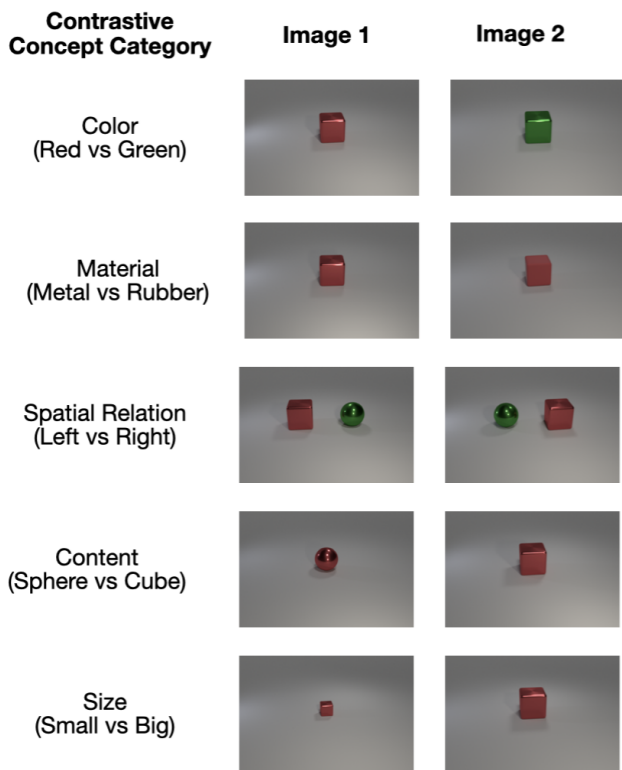 Contrastive
Concept Category
Image 1
Image 2
Color
(Red vs Green)
Material
(Metal vs Rubber)
Spatial Relation
(Left vs Right)
Content
(Sphere vs Cube)
Size
(Small vs Big)